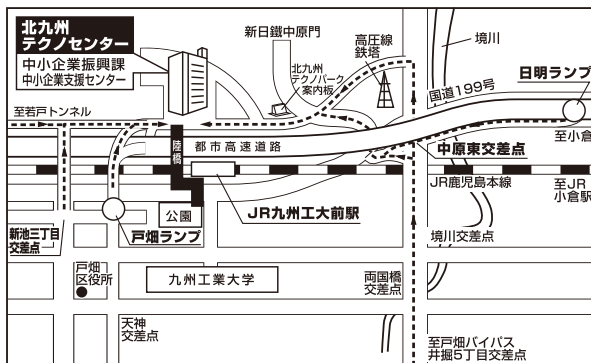 北九州
テクノセンター
中小企業振興課
中小企業支援センター
新日鐵中原門
高圧線
鉄塔
境川
日明ランプ
国道199号
北九州
テクノパーク
案内板
至若戸トンネル
陸橋
都市高速道路
中原東交差点
至小倉
JR鹿児島本線
至JR
小倉駅
公園
JR九州工大前駅
戸畑ランプ
新池三丁目
交差点
境川交差点
戸畑
区役所
九州工業大学
両国橋
交差点
天神
交差点
至戸畑バイパス
井堀5丁目交差点